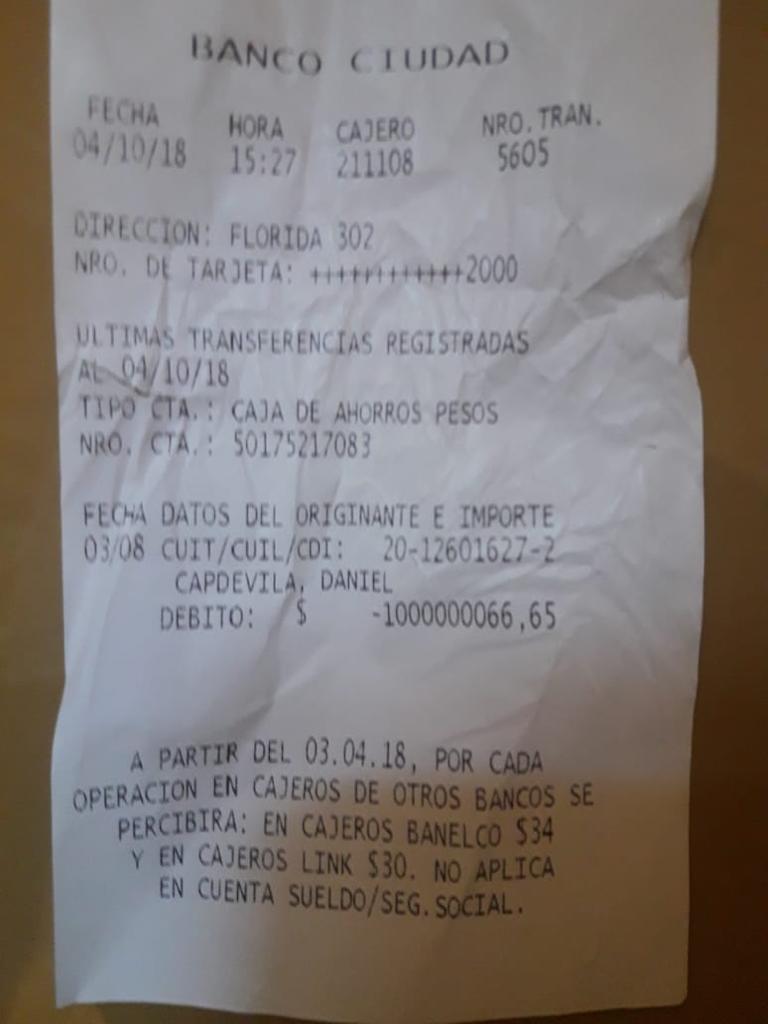 BANCO CIUDAD
FECHA HORA CAJERO NRO. TRAN.
04/10/18 15:27 211108 5605
DIRECCION: FLORIDA 302
NRO. DE TARJETA: ++++++++++++2000
ULTIMAS TRANSFERENCIAS REGISTRADAS
AL 04/10/18
TIPO CTA.: CAJA DE AHORROS PESOS
NRO. CTA.: 50175217083
FECHA DATOS DEL ORIGINANTE E IMPORTE
03/08 CUIT/CUIL/CDI: 20-12601627-2
CAPDEVILA, DANIEL
DEBITO: $ -1000000066,65
A PARTIR DEL 03.04.18, POR CADA
OPERACION EN CAJEROS DE OTROS BANCOS SE
PERCIBIRA: EN CAJEROS BANELCO $34
Y EN CAJEROS LINK $30. NO APLICA
EN CUENTA SUELDO/SEG.SOCIAL.